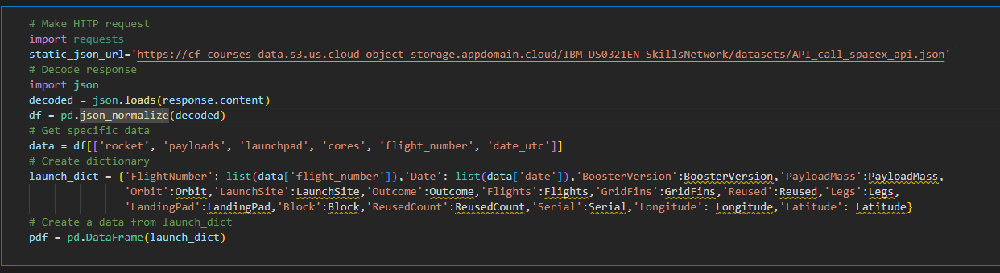 # Make HTTP request
import requests
static_json_url='https://cf-courses-data.s3.us.cloud-object-storage.appdomain.cloud/IBM-DS0321EN-SkillsNetwork/datasets/API_call_spacex_api.json'
# Decode response
import json
decoded = json.loads(response.content)
df = pd.json_normalize(decoded)
# Get specific data
data = df[['rocket', 'payloads', 'launchpad', 'cores', 'flight_number', 'date_utc']]
# Create dictionary
launch_dict = {'FlightNumber': list(data['flight_number']),'Date': list(data['date']),'BoosterVersion':BoosterVersion,'PayloadMass':PayloadMass,
'Orbit':Orbit,'LaunchSite':LaunchSite,'Outcome':Outcome,'Flights':Flights,'GridFins':GridFins,'Reused':Reused,'Legs':Legs,
'LandingPad':LandingPad,'Block':Block,'ReusedCount':ReusedCount,'Serial':Serial,'Longitude': Longitude,'Latitude': Latitude}
# Create a data from launch_dict
pdf = pd.DataFrame(launch_dict)